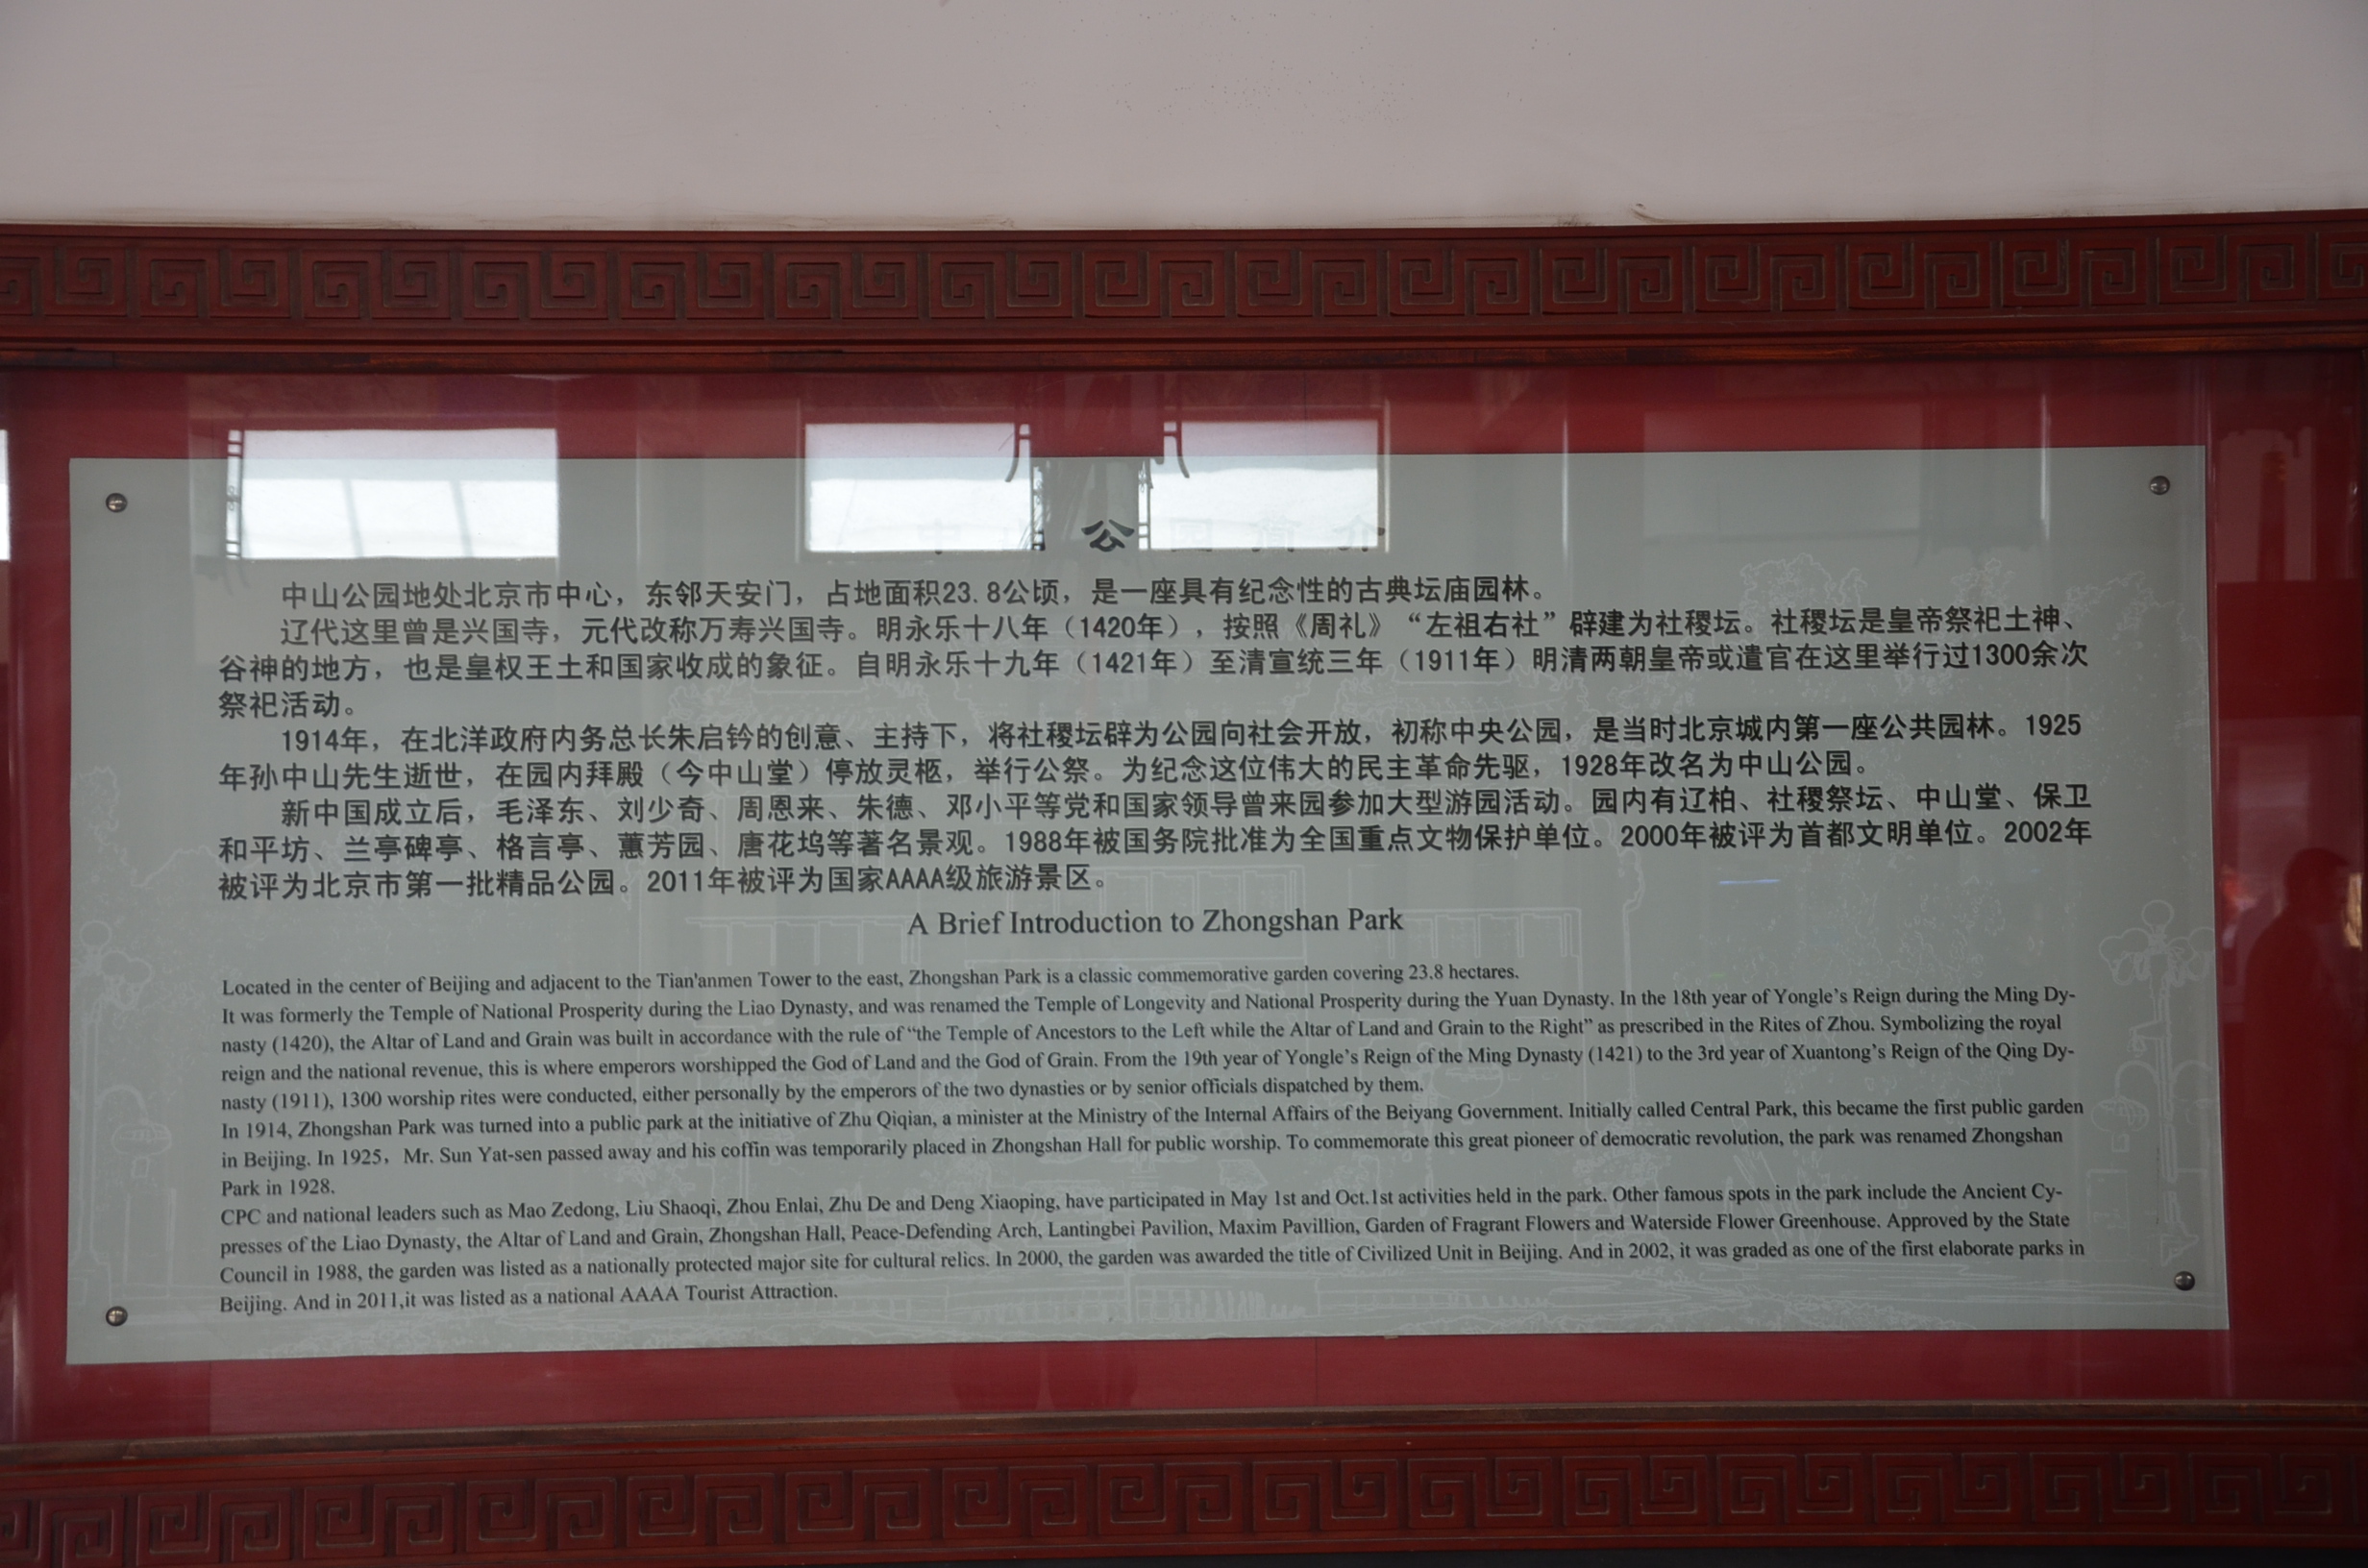 中山公园简介
中山公园地处北京市中心，东邻天安门，占地面积23.8公顷，是一座具有纪念性的古典坛庙园林。
辽代这里曾是兴国寺，元代改称万寿兴国寺。明永乐十八年（1420年），按照《周礼》“左祖右社”辟建为社稷坛。社稷坛是皇帝祭祀土神、
谷神的地方，也是皇权王土和国家收成的象征。自明永乐十九年（1421年）至清宣统三年（1911年）明清两朝皇帝或遣官在这里举行过1300余次
祭祀活动。
1914年，在北洋政府内务总长朱启钤的创意、主持下，将社稷坛辟为公园向社会开放，初称中央公园，是当时北京城内第一座公共园林。1925
年孙中山先生逝世，在园内拜殿（今中山堂）停放灵柩，举行公祭。为纪念这位伟大的民主革命先驱，1928年改名为中山公园。
新中国成立后，毛泽东、刘少奇、周恩来、朱德、邓小平等党和国家领导曾来园参加大型游园活动。园内有辽柏、社稷祭坛、中山堂、保卫
和平坊、兰亭碑亭、格言亭、蕙芳园、唐花坞等著名景观。1988年被国务院批准为全国重点文物保护单位。2000年被评为首都文明单位。2002年
被评为北京市第一批精品公园。2011年被评为国家AAAA级旅游景区。
A Brief Introduction to Zhongshan Park
Located in the center of Beijing and adjacent to the Tian'anmen Tower to the east, Zhongshan Park is a classic commemorative garden covering 23.8 hectares.
It was formerly the Temple of National Prosperity during the Liao Dynasty, and was renamed the Temple of Longevity and National Prosperity during the Yuan Dynasty. In the 18th year of Yongle’s Reign during the Ming Dy-
nasty (1420), the Altar of Land and Grain was built in accordance with the rule of “the Temple of Ancestors to the Left while the Altar of Land and Grain to the Right” as prescribed in the Rites of Zhou. Symbolizing the royal
reign and the national revenue, this is where emperors worshipped the God of Land and the God of Grain. From the 19th year of Yongle’s Reign of the Ming Dynasty (1421) to the 3rd year of Xuantong’s Reign of the Qing Dy-
nasty (1911), 1300 worship rites were conducted, either personally by the emperors of the two dynasties or by senior officials dispatched by them.
In 1914, Zhongshan Park was turned into a public park at the initiative of Zhu Qiqian, a minister at the Ministry of the Internal Affairs of the Beiyang Government. Initially called Central Park, this became the first public garden
in Beijing. In 1925，Mr. Sun Yat-sen passed away and his coffin was temporarily placed in Zhongshan Hall for public worship. To commemorate this great pioneer of democratic revolution, the park was renamed Zhongshan
Park in 1928.
CPC and national leaders such as Mao Zedong, Liu Shaoqi, Zhou Enlai, Zhu De and Deng Xiaoping, have participated in May 1st and Oct.1st activities held in the park. Other famous spots in the park include the Ancient Cy-
presses of the Liao Dynasty, the Altar of Land and Grain, Zhongshan Hall, Peace-Defending Arch, Lantingbei Pavilion, Maxim Pavillion, Garden of Fragrant Flowers and Waterside Flower Greenhouse. Approved by the State
Council in 1988, the garden was listed as a nationally protected major site for cultural relics. In 2000, the garden was awarded the title of Civilized Unit in Beijing. And in 2002, it was graded as one of the first elaborate parks in
Beijing. And in 2011,it was listed as a national AAAA Tourist Attraction.